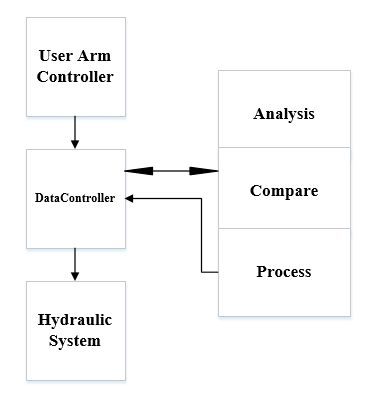 User Arm
Controller
Analysis
DataController
Compare
Process
Hydraulic
System